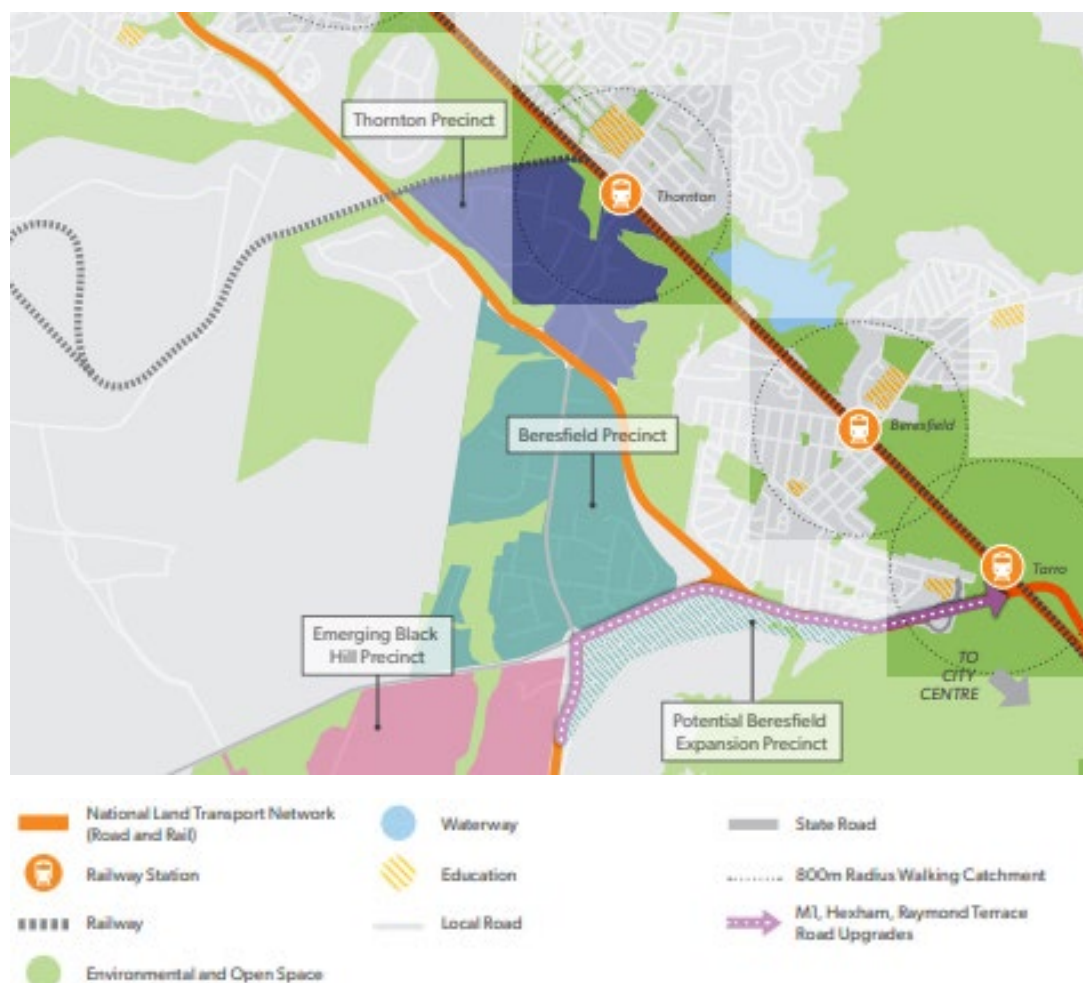 Thornton Precinct
Thornton
Beresfield Precinct
Beresfield
Tarro
Emerging Black
Hill Precinct
TO
CITY
CENTRE
Potential Beresfield
Expansion Precinct
National Land Transport Network
(Road and Rail)
Waterway
State Road
Railway Station
Education
800m Radius Walking Catchment
Railway
Local Road
M1, Hexham, Raymond Terrace
Road Upgrades
Environmental and Open Space